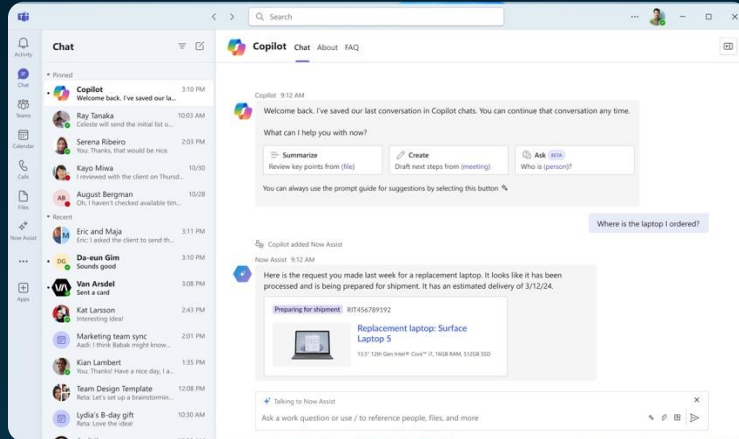 Search
Activity
Chat
Teams
Calendar
Calls
Files
Now Assist
Apps
Chat
Pinned
Copilot 3:10 PM
Welcome back. I've saved our la...
Ray Tanaka 10:03 AM
Celeste will send the initial list o...
Serena Ribeiro 2:03 PM
You: Thanks, that would be nice.
Kayo Miwa 10/30
I reviewed with the client on Thursd...
AB August Bergman 10/28
Oh, I haven't checked available tim...
Recent
Eric and Maja 3:11 PM
Eric: I asked the client to send th...
DG Da-eun Gim 3:10 PM
Sounds good
Van Arsdel 3:08 PM
Sent a card
Kat Larsson 2:43 PM
Interesting idea!
Marketing team sync 2:01 PM
Aadi: I think Babak might know...
Kian Lambert 1:35 PM
You: Thanks! Have a nice day, I a...
Team Design Template 12:08 PM
Reta: Let's set up a brainstormin...
Lydia's B-day gift 10:30 AM
Reta: Love the idea!
Copilot Chat About FAQ
Copilot 9:12 AM
Welcome back. I've saved our last conversation in Copilot chats. You can continue that conversation any time.
What can I help you with now?
Summarize
Review key points from (file)
Create
Draft next steps from (meeting)
Ask BETA
Who is (person)?
You can always use the prompt guide for suggestions by selecting this button
Where is the laptop I ordered?
Copilot added Now Assist
Now Assist 9:12 AM
Here is the request you made last week for a replacement laptop. It looks like it has been
processed and is being prepared for shipment. It has an estimated delivery of 3/12/24.
Preparing for shipment RIT456789192
Replacement laptop: Surface
Laptop 5
13.5" 12th Gen Intel® Core™ i7, 16GB RAM, 512GB SSD
Talking to Now Assist
Ask a work question or use / to reference people, files, and more